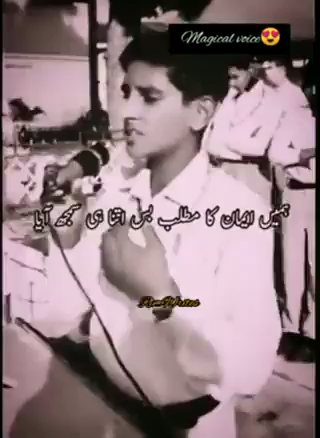 Magical voice😍
ہمیں ایمان کا مطلب بس اتنا ہی سمجھ آیا